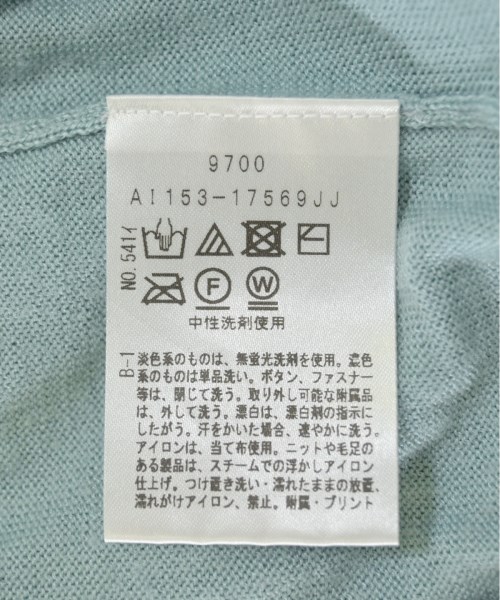 9700
AI153-17569JJ
NO.5414
F W
中性洗剤使用
B-1
淡色系のものは、無蛍光洗剤を使用。濃色
系のものは単品洗い。ボタン、ファスナー
等は、閉じて洗う。取り外し可能な附属品
は、外して洗う。漂白は、漂白剤の指示に
したがう。汗をかいた場合、速やかに洗う。
アイロンは、当て布使用。ニットや毛足の
ある製品は、スチームでの浮かしアイロン
仕上げ。つけ置き洗い・濡れたままの放置、
濡れがけアイロン、禁止。附属・プリント